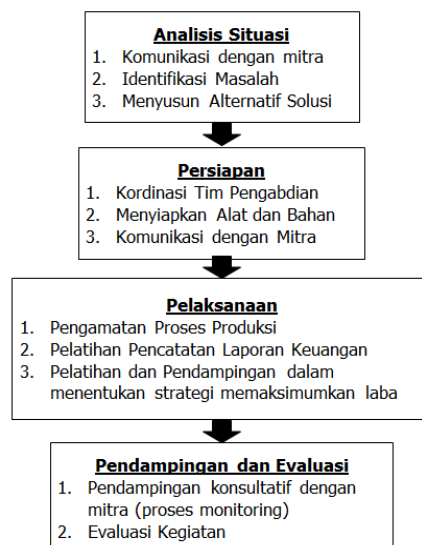 Analisis Situasi
1. Komunikasi dengan mitra
2. Identifikasi Masalah
3. Menyusun Alternatif Solusi
Persiapan
1. Kordinasi Tim Pengabdian
2. Menyiapkan Alat dan Bahan
3. Komunikasi dengan Mitra
Pelaksanaan
1. Pengamatan Proses Produksi
2. Pelatihan Pencatatan Laporan Keuangan
3. Pelatihan dan Pendampingan dalam
menentukan strategi memaksimumkan laba
Pendampingan dan Evaluasi
1. Pendampingan konsultatif dengan
mitra (proses monitoring)
2. Evaluasi Kegiatan